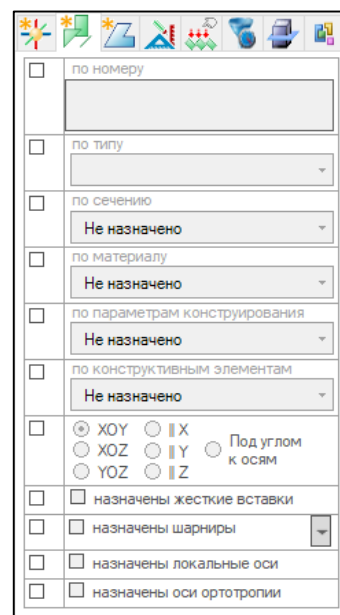 по номеру
по типу
по сечению
Не назначено
по материалу
Не назначено
по параметрам конструирования
Не назначено
по конструктивным элементам
Не назначено
XOY || X
XOZ || Y Под углом
YOZ || Z к осям
назначены жесткие вставки
назначены шарниры
назначены локальные оси
назначены оси ортотропии